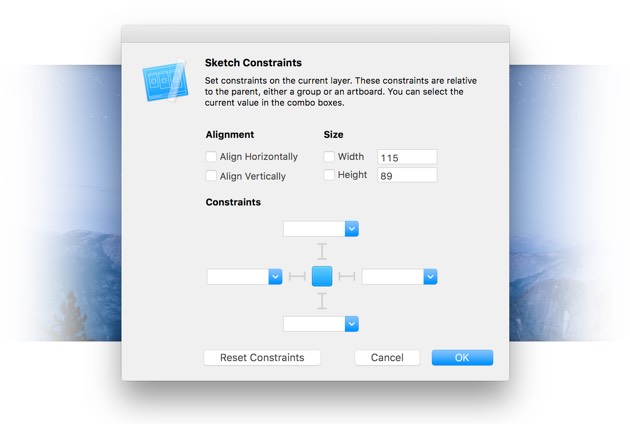 Sketch Constraints
Set constraints on the current layer. These constraints are relative
to the parent, either a group or an artboard. You can select the
current value in the combo boxes.
Alignment Size
Align Horizontally Width 115
Align Vertically Height 89
Constraints
Reset Constraints Cancel OK